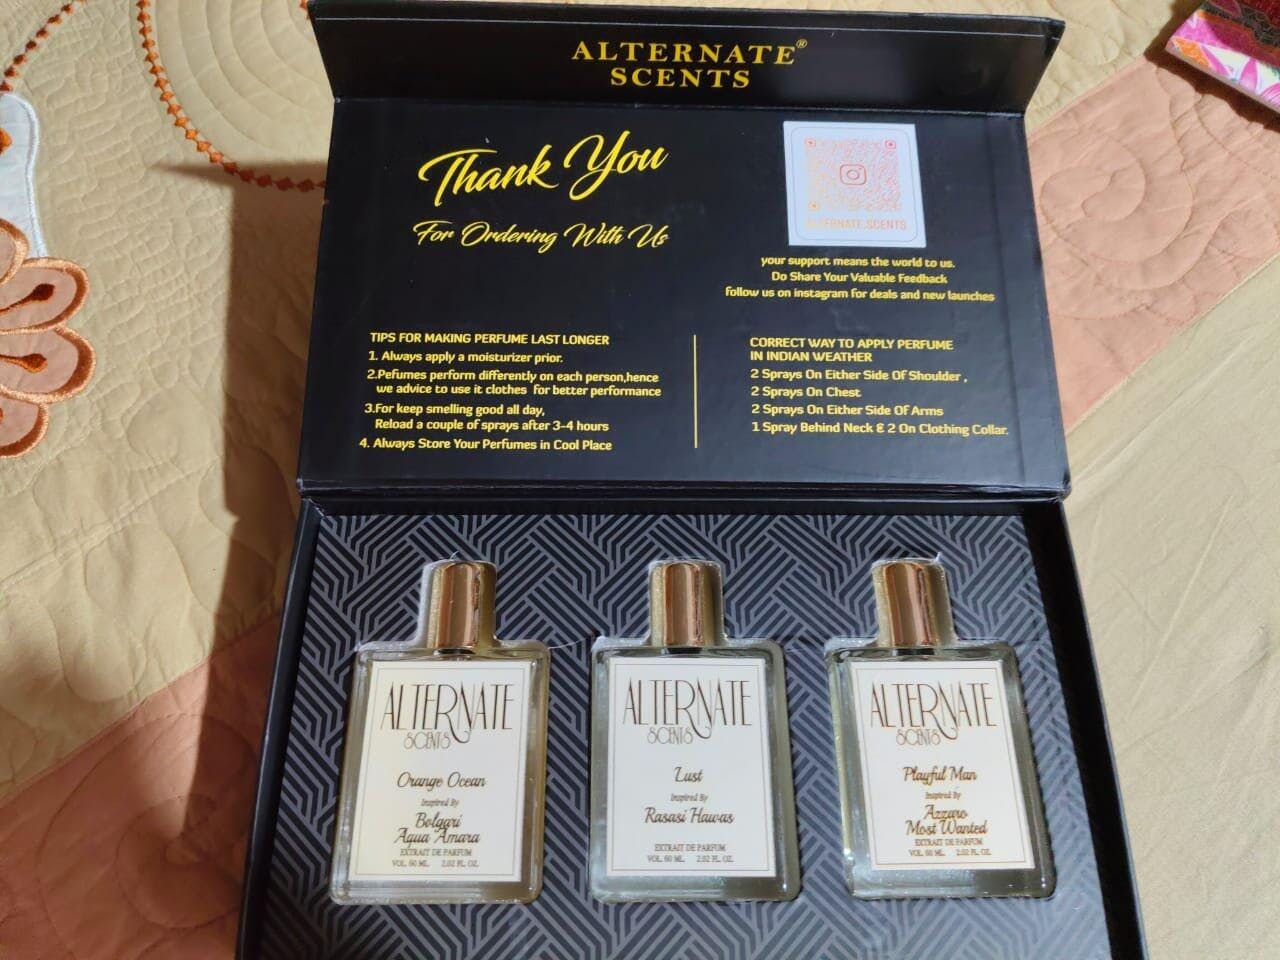 ALTERNATE®
SCENTS
Thank You
For Ordering With Us
ALTERNATE.SCENTS
your support means the world to us.
Do Share Your Valuable Feedback
follow us on instagram for deals and new launches
TIPS FOR MAKING PERFUME LAST LONGER
1. Always apply a moisturizer prior.
2.Pefumes perform differently on each person,hence
we advice to use it clothes for better performance
3.For keep smelling good all day,
Reload a couple of sprays after 3-4 hours
4. Always Store Your Perfumes in Cool Place
CORRECT WAY TO APPLY PERFUME
IN INDIAN WEATHER
2 Sprays On Either Side Of Shoulder ,
2 Sprays On Chest
2 Sprays On Either Side Of Arms
1 Spray Behind Neck & 2 On Clothing Collar.
ALTERNATE
SCENTS
Orange Ocean
Inspired By
Bvlgari
Aqua Amara
EXTRAIT DE PARFUM
VOL. 60 ML. 2.02 FL. OZ.
ALTERNATE
SCENTS
Lust
Inspired By
Rasasi Hawas
EXTRAIT DE PARFUM
VOL. 60 ML. 2.02 FL. OZ.
ALTERNATE
SCENTS
Playful Man
Inspired By
Azzaro
Most Wanted
EXTRAIT DE PARFUM
VOL. 60 ML. 2.02 FL. OZ.